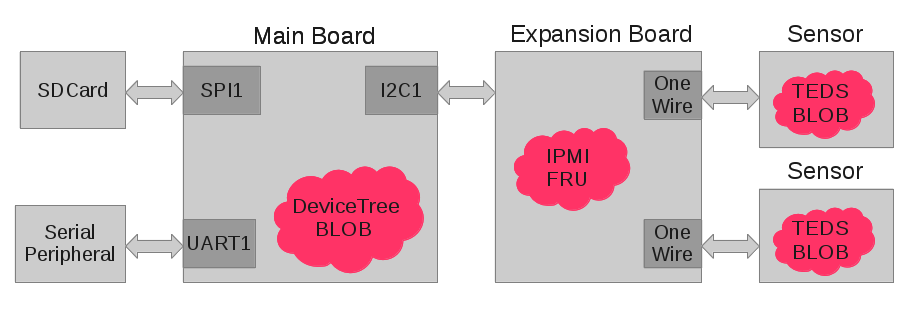 Main Board
Expansion Board
Sensor
SDCard
SPI1
I2C1
One
Wire
TEDS
BLOB
IPMI
FRU
Sensor
DeviceTree
BLOB
Serial
Peripheral
UART1
One
Wire
TEDS
BLOB